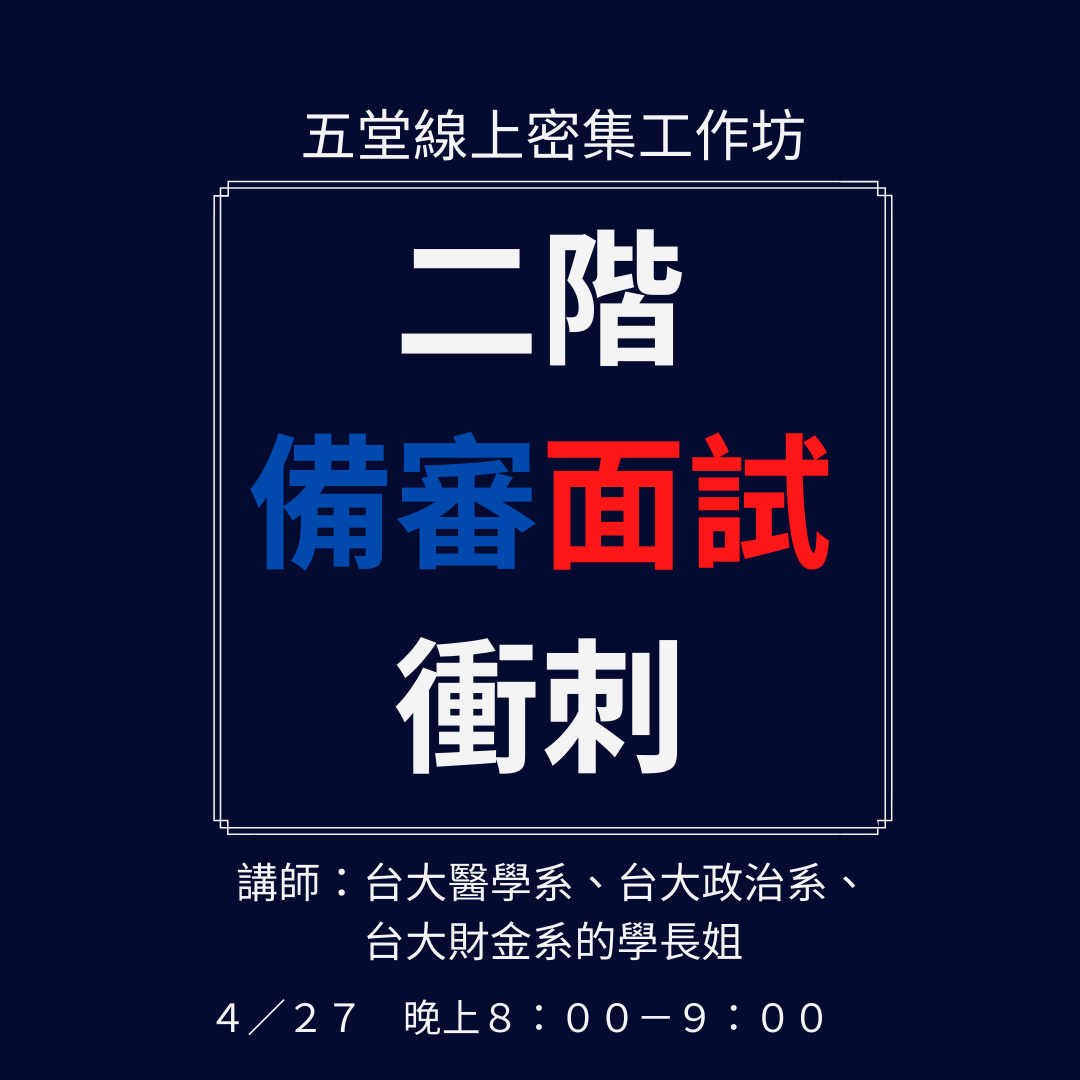 五堂線上密集工作坊
二階
備審面試
衝刺
講師：台大醫學系、台大政治系、
台大財金系的學長姐
４／２７　晚上８：００－９：００